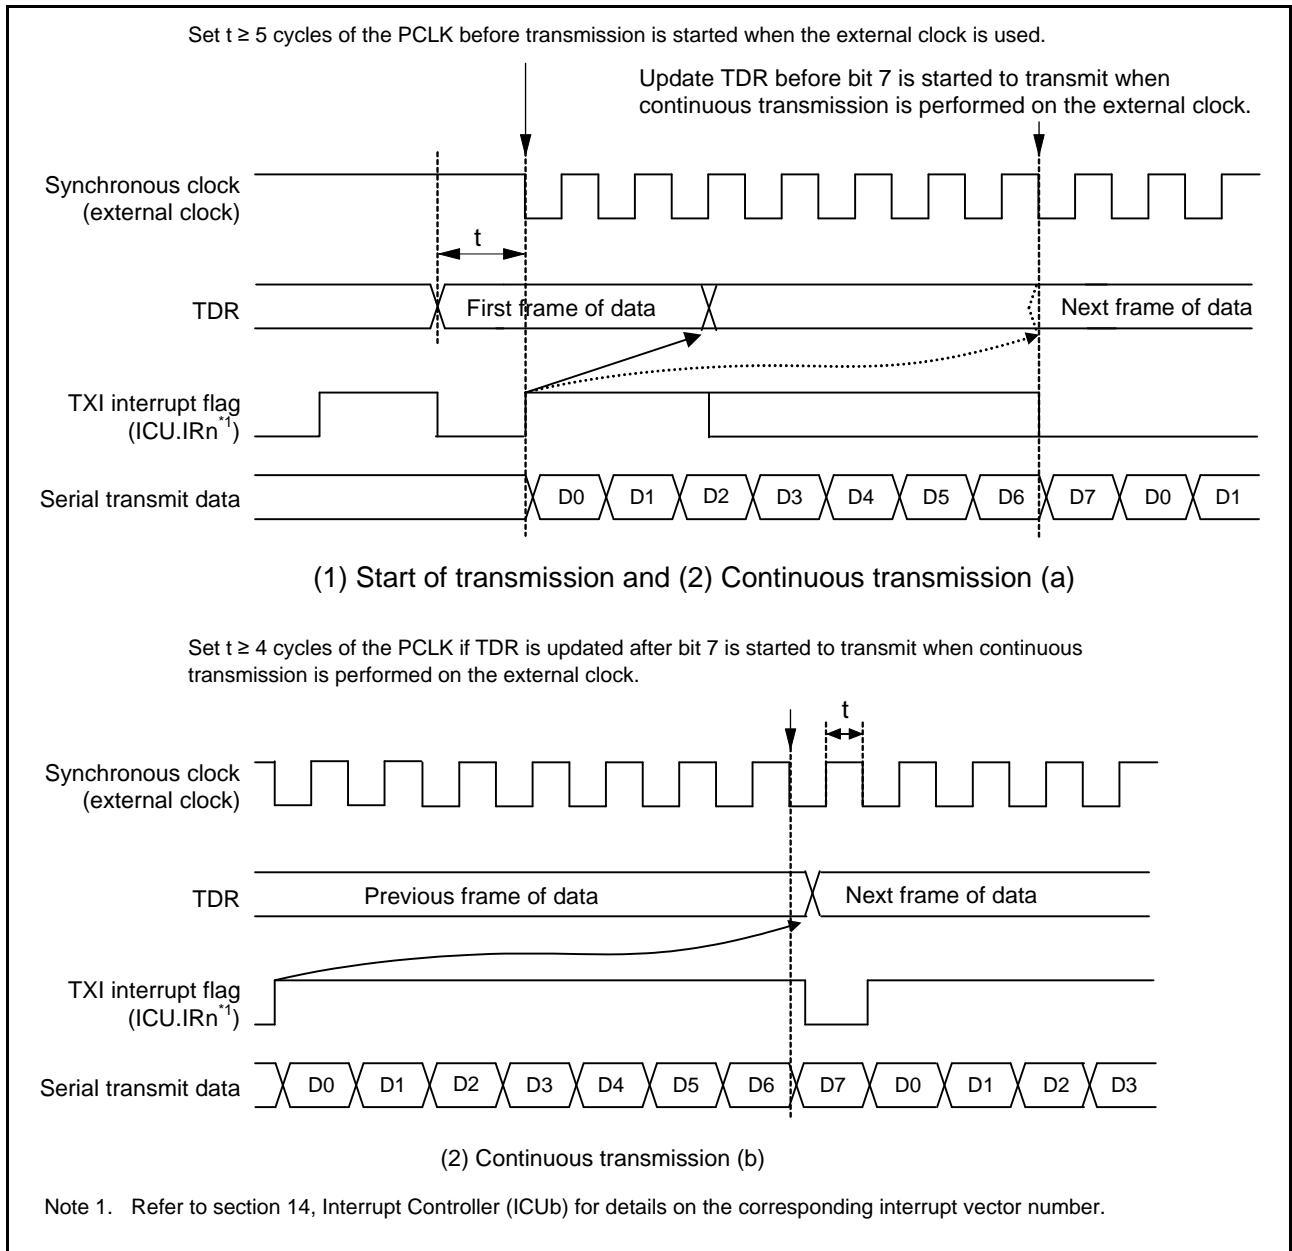 Set t ≥ 5 cycles of the PCLK before transmission is started when the external clock is used.
Update TDR before bit 7 is started to transmit when
continuous transmission is performed on the external clock.
Synchronous clock
(external clock)
t
TDR
First frame of data
Next frame of data
TXI interrupt flag
(ICU.IRn*1)
Serial transmit data
D0 D1 D2 D3 D4 D5 D6 D7 D0 D1
(1) Start of transmission and (2) Continuous transmission (a)
Set t ≥ 4 cycles of the PCLK if TDR is updated after bit 7 is started to transmit when continuous
transmission is performed on the external clock.
t
Synchronous clock
(external clock)
TDR
Previous frame of data
Next frame of data
TXI interrupt flag
(ICU.IRn*1)
Serial transmit data
D0 D1 D2 D3 D4 D5 D6 D7 D0 D1 D2 D3
(2) Continuous transmission (b)
Note 1. Refer to section 14, Interrupt Controller (ICUb) for details on the corresponding interrupt vector number.